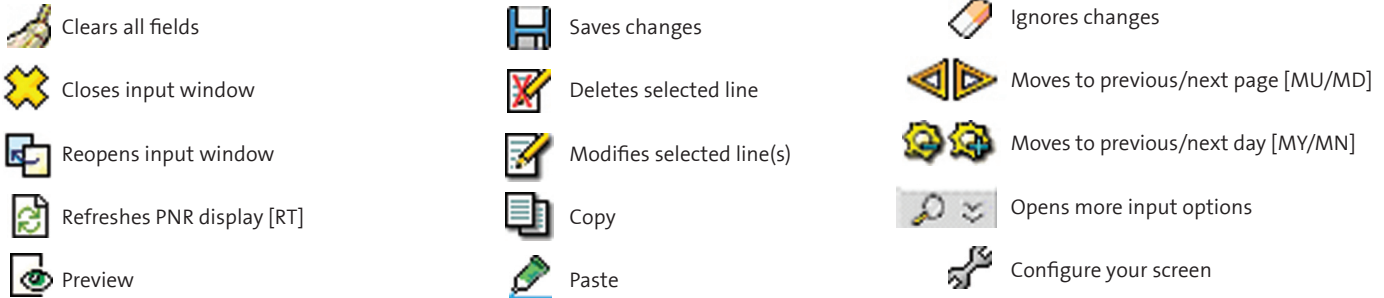 Clears all fields
Closes input window
Reopens input window
Refreshes PNR display [RT]
Preview
Saves changes
Deletes selected line
Modifies selected line(s)
Copy
Paste
Ignores changes
Moves to previous/next page [MU/MD]
Moves to previous/next day [MY/MN]
Opens more input options
Configure your screen